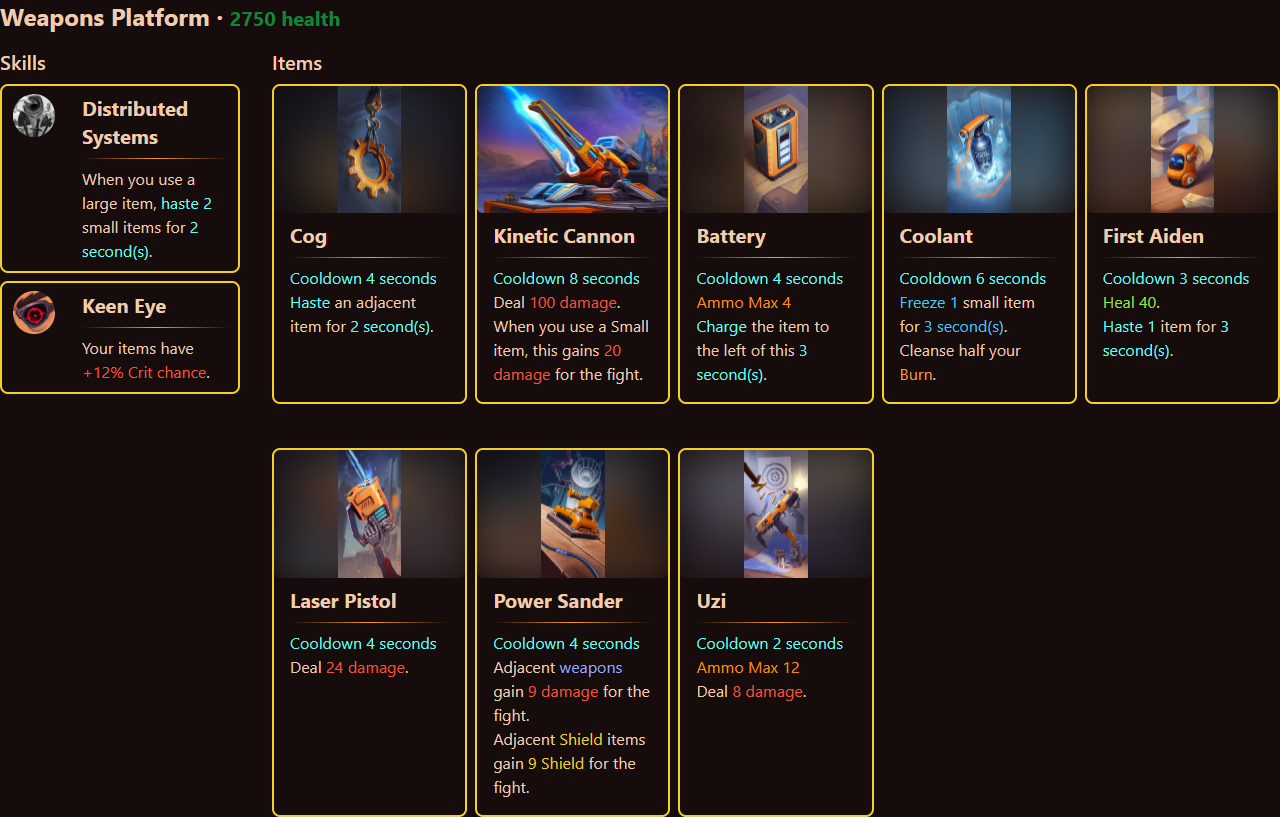 Weapons Platform · 2750 health
Skills
Distributed
Systems
When you use a
large item, haste 2
small items for 2
second(s).
Keen Eye
Your items have
+12% Crit chance.
Items
Cog
Cooldown 4 seconds
Haste an adjacent
item for 2 second(s).
Kinetic Cannon
Cooldown 8 seconds
Deal 100 damage.
When you use a Small
item, this gains 20
damage for the fight.
Battery
Cooldown 4 seconds
Ammo Max 4
Charge the item to
the left of this 3
second(s).
Coolant
Cooldown 6 seconds
Freeze 1 small item
for 3 second(s).
Cleanse half your
Burn.
First Aiden
Cooldown 3 seconds
Heal 40.
Haste 1 item for 3
second(s).
Laser Pistol
Cooldown 4 seconds
Deal 24 damage.
Power Sander
Cooldown 4 seconds
Adjacent weapons
gain 9 damage for the
fight.
Adjacent Shield items
gain 9 Shield for the
fight.
Uzi
Cooldown 2 seconds
Ammo Max 12
Deal 8 damage.